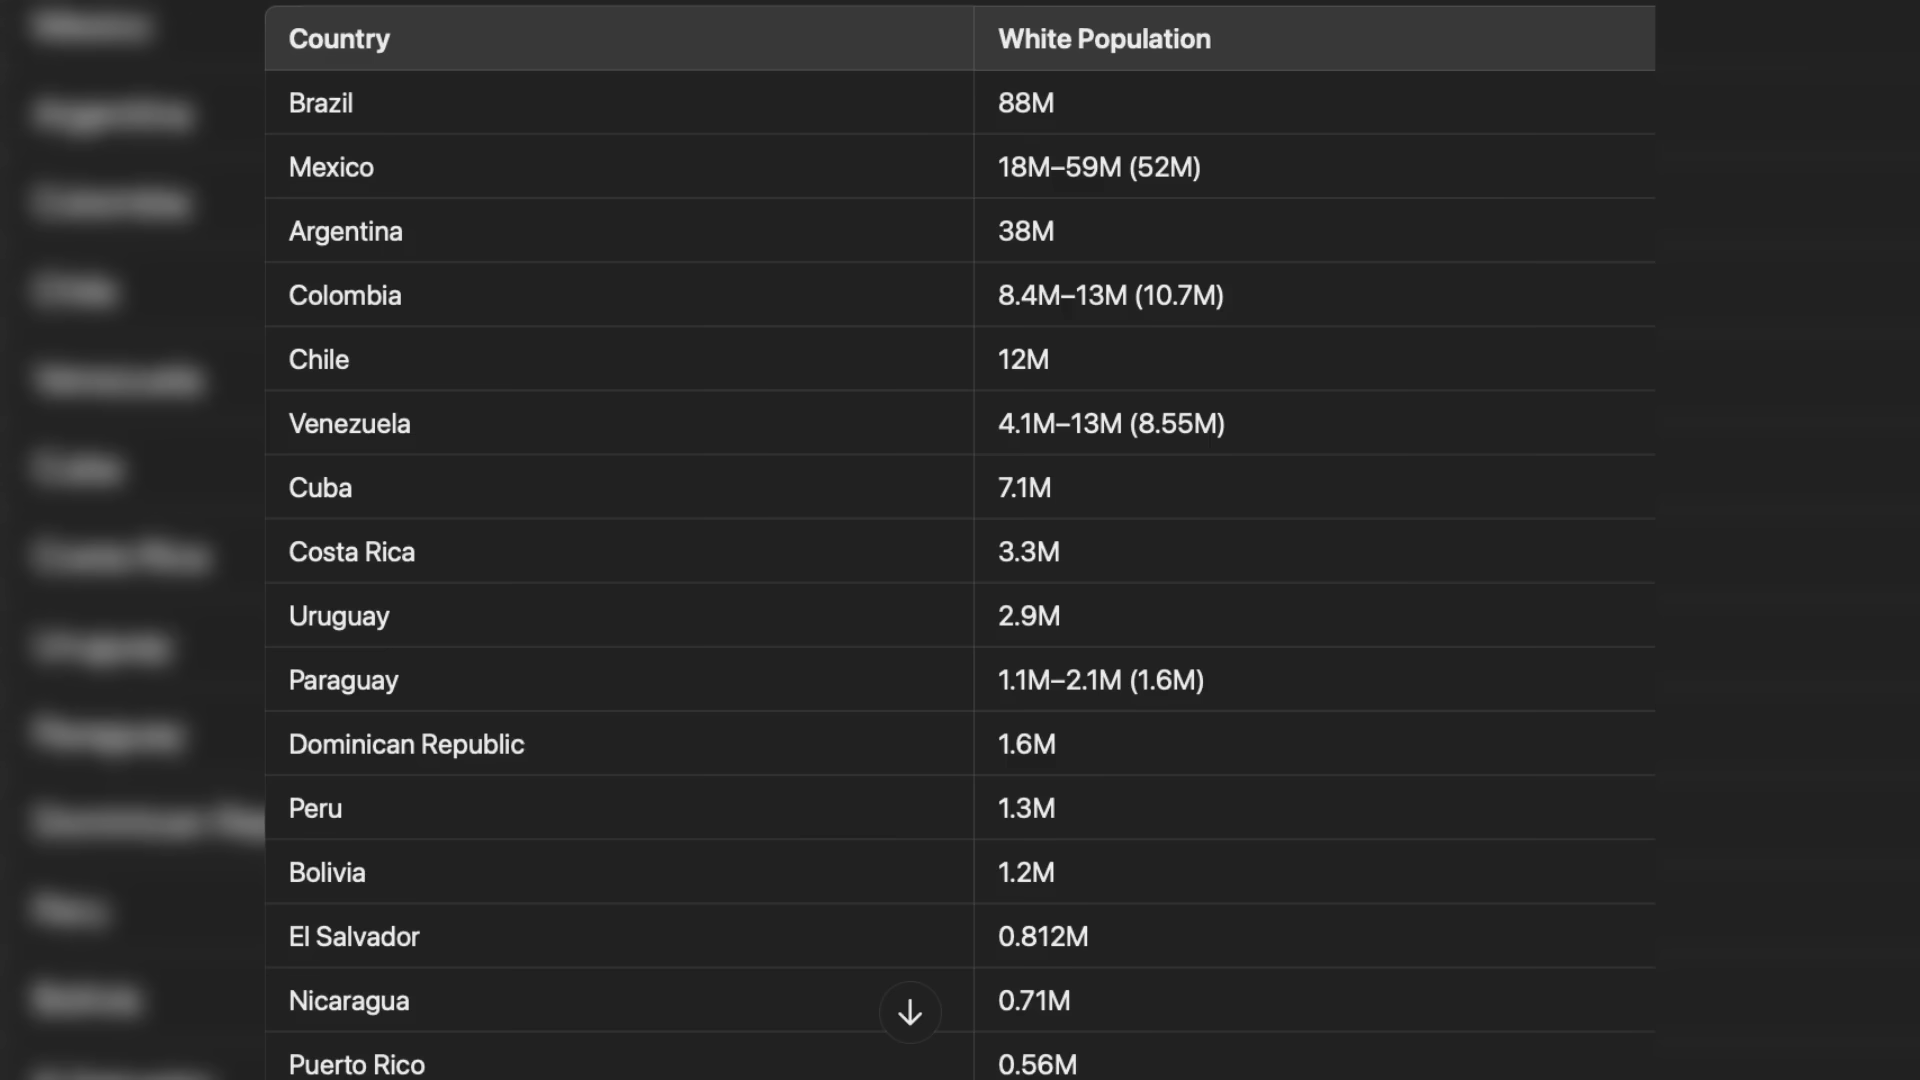 Country White Population
Brazil 88M
Mexico 18M–59M (52M)
Argentina 38M
Colombia 8.4M–13M (10.7M)
Chile 12M
Venezuela 4.1M–13M (8.55M)
Cuba 7.1M
Costa Rica 3.3M
Uruguay 2.9M
Paraguay 1.1M–2.1M (1.6M)
Dominican Republic 1.6M
Peru 1.3M
Bolivia 1.2M
El Salvador 0.812M
Nicaragua 0.71M
Puerto Rico 0.56M